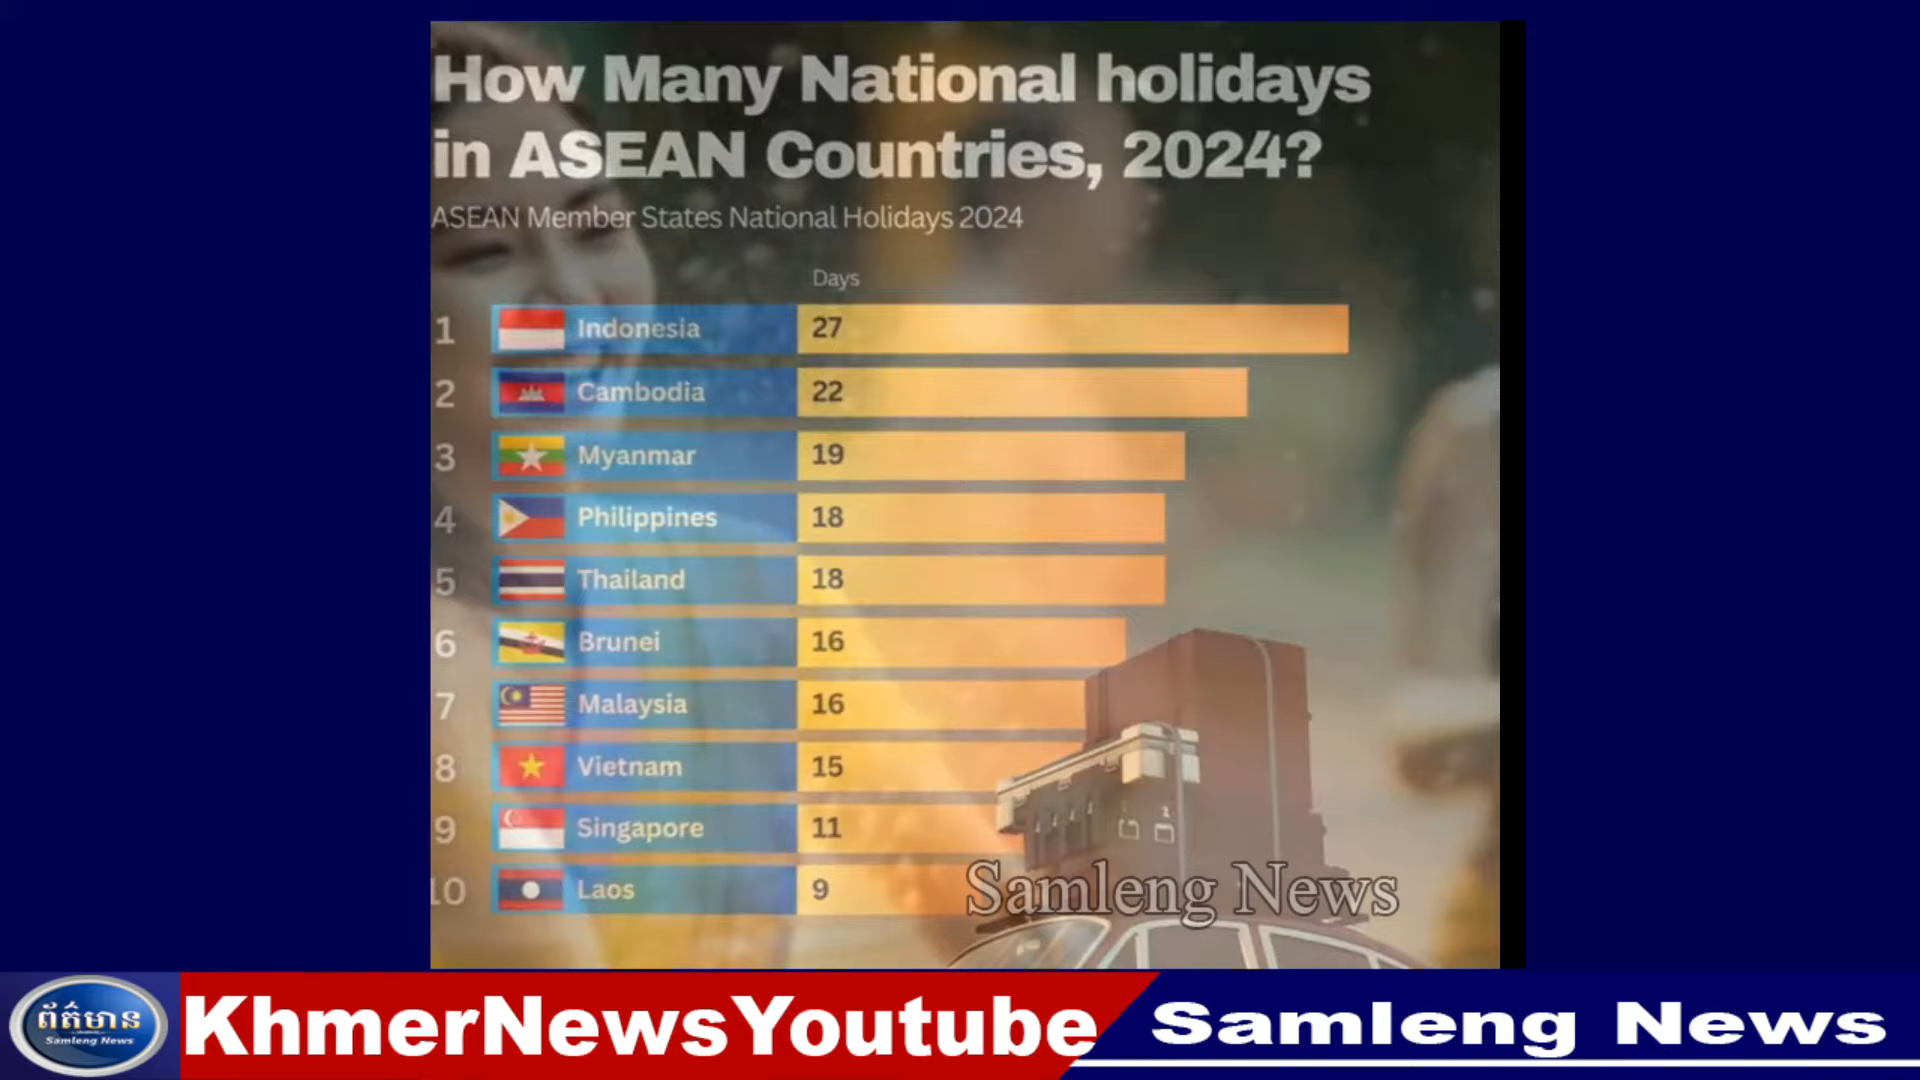 How Many National holidays
in ASEAN Countries, 2024?
ASEAN Member States National Holidays 2024
Days
1 Indonesia 27
2 Cambodia 22
3 Myanmar 19
4 Philippines 18
5 Thailand 18
6 Brunei 16
7 Malaysia 16
8 Vietnam 15
9 Singapore 11
10 Laos 9
Samleng News
ព័ត៌មាន
Samleng News
KhmerNewsYoutube
Samleng News